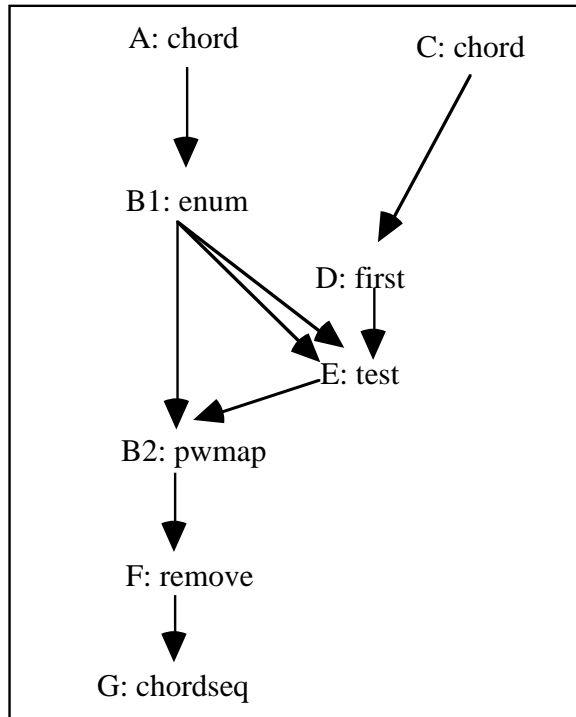 A: chord
C: chord
B1: enum
D: first
E: test
B2: pwmap
F: remove
G: chordseq